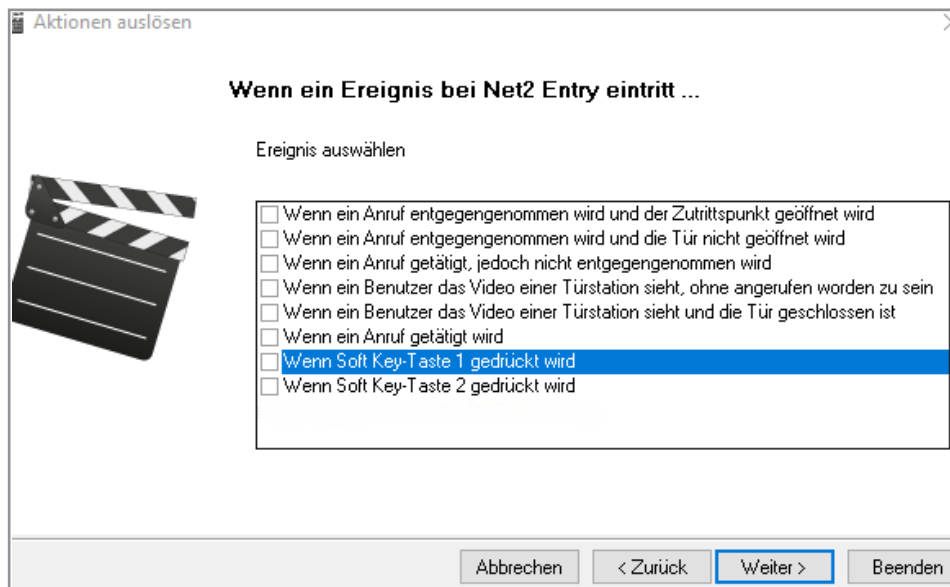 Aktionen auslösen
Wenn ein Ereignis bei Net2 Entry eintritt ...
Ereignis auswählen
Wenn ein Anruf entgegengenommen wird und der Zutrittspunkt geöffnet wird
Wenn ein Anruf entgegengenommen wird und die Tür nicht geöffnet wird
Wenn ein Anruf getätigt, jedoch nicht entgegengenommen wird
Wenn ein Benutzer das Video einer Türstation sieht, ohne angerufen worden zu sein
Wenn ein Benutzer das Video einer Türstation sieht und die Tür geschlossen ist
Wenn ein Anruf getätigt wird
Wenn Soft Key-Taste 1 gedrückt wird
Wenn Soft Key-Taste 2 gedrückt wird
Abbrechen < Zurück Weiter > Beenden